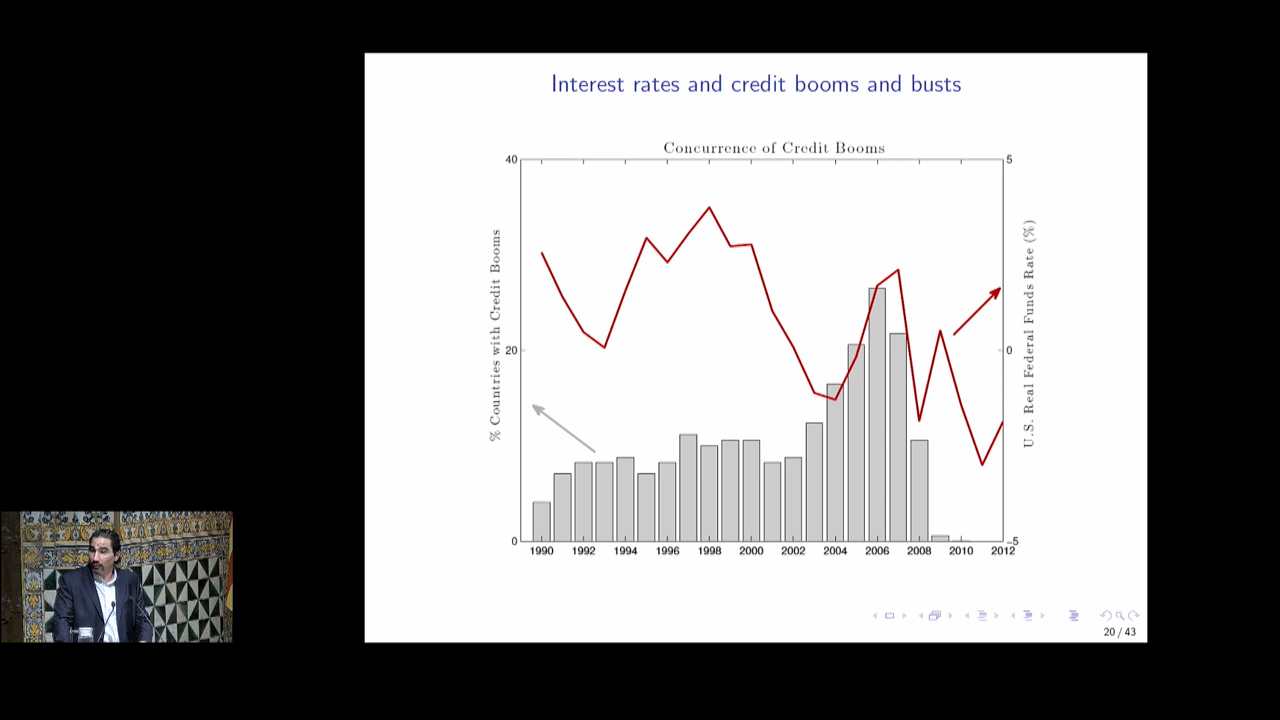 Interest rates and credit booms and busts
Concurrence of Credit Booms
40
20
0
% Countries with Credit Booms
5
0
−5
U.S. Real Federal Funds Rate (%)
1990 1992 1994 1996 1998 2000 2002 2004 2006 2008 2010 2012
20 / 43